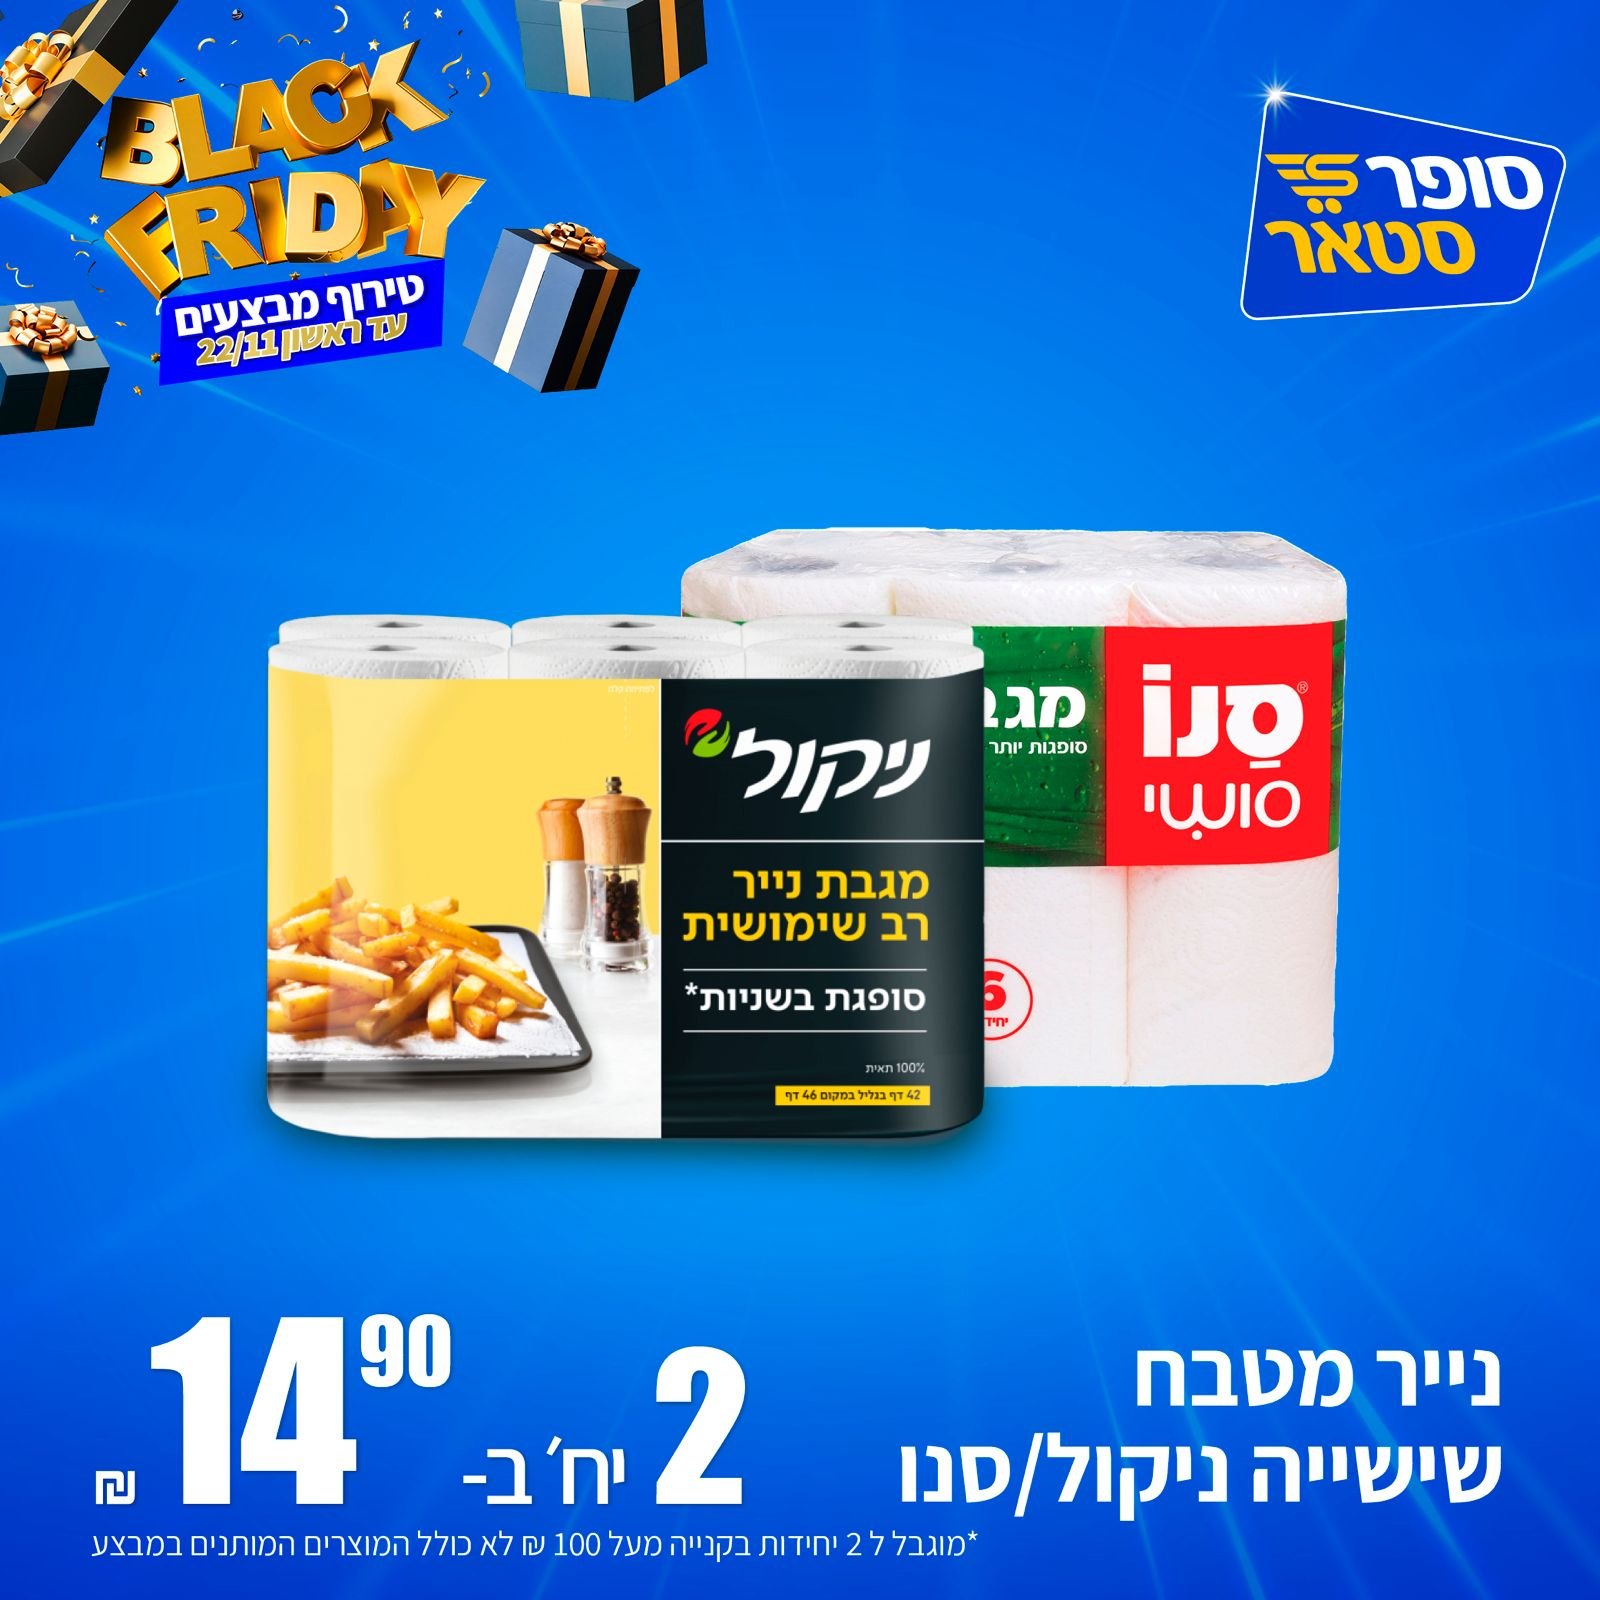 BLACK
FRIDAY
טירוף מבצעים
עד ראשון 22/11
סופר
סטאר
ניקול
מגבת נייר
רב שימושית
סופגת בשניות*
100% תאית
42 דף בגליל במקום 46 דף
סנו®
סושי
מגב
סופגות יותר
6
יחיד
נייר מטבח
שישייה ניקול/סנו
2 יח' ב- 14.90 ₪
*מוגבל ל 2 יחידות בקנייה מעל 100 ₪ לא כולל המוצרים המותנים במבצע